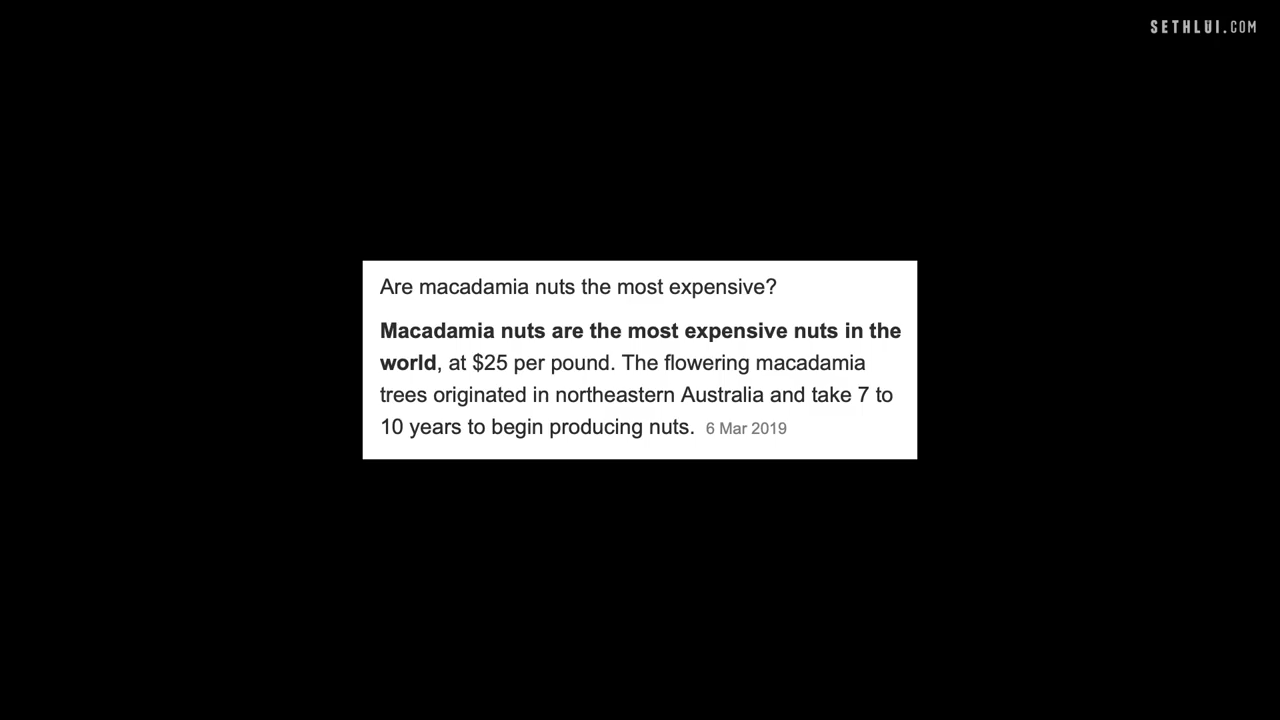 SETHLUI.COM
Are macadamia nuts the most expensive?
Macadamia nuts are the most expensive nuts in the
world, at $25 per pound. The flowering macadamia
trees originated in northeastern Australia and take 7 to
10 years to begin producing nuts. 6 Mar 2019